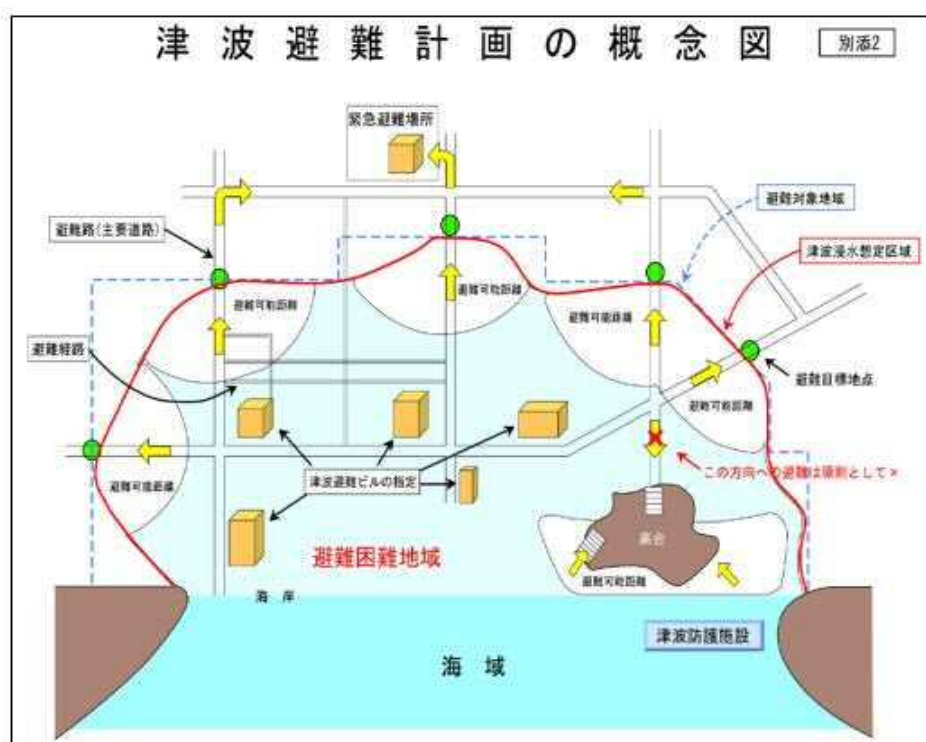 津波避難計画の概念図
別添2
緊急避難場所
避難対象地域
避難路(主要道路)
津波浸水想定区域
避難可能距離
避難可能距離
避難可能距離
避難経路
避難目標地点
避難可能距離
この方向への避難は原則として×
避難可能距離
津波避難ビルの指定
高台
避難困難地域
避難可能距離
海岸
津波防護施設
海域